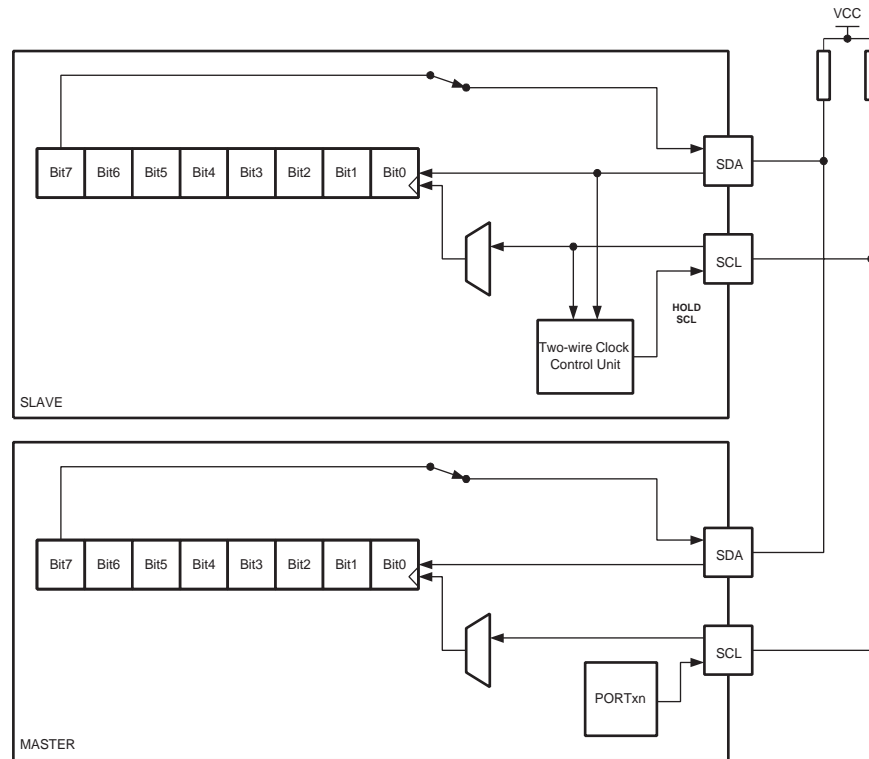 VCC
Bit7 Bit6 Bit5 Bit4 Bit3 Bit2 Bit1 Bit0
SDA
SCL
HOLD
SCL
Two-wire Clock
Control Unit
SLAVE
Bit7 Bit6 Bit5 Bit4 Bit3 Bit2 Bit1 Bit0
SDA
SCL
PORTxn
MASTER